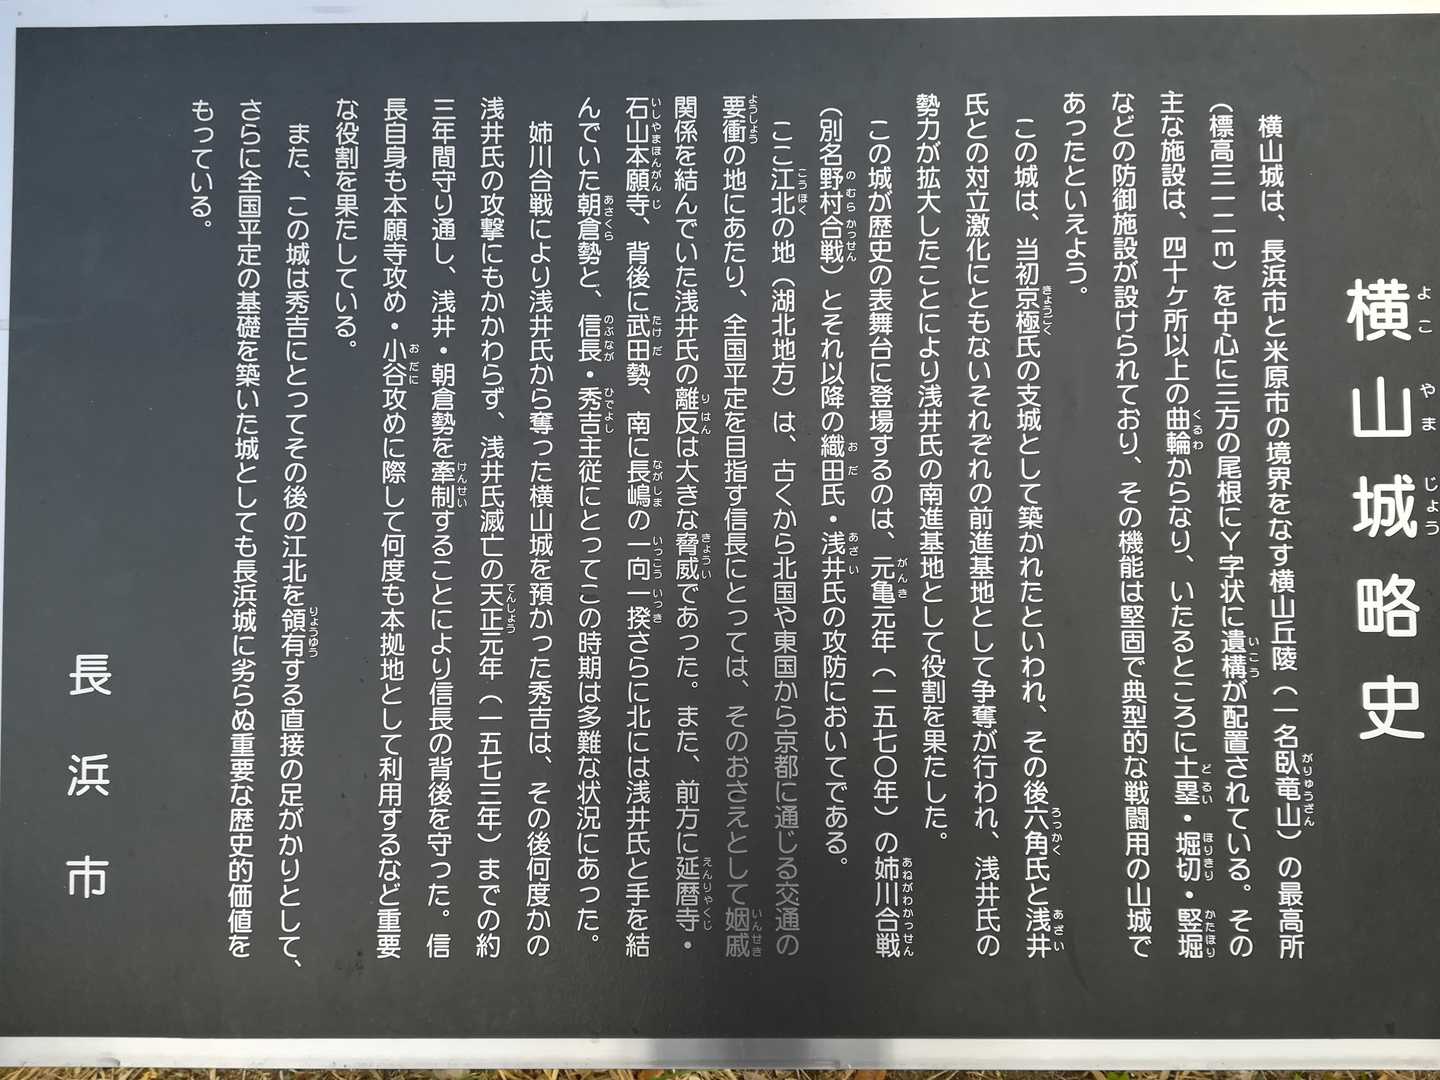 横山城略史
横山城は、長浜市と米原市の境界をなす横山丘陵（一名臥竜山）の最高所
（標高三一二ｍ）を中心に三方の尾根にＹ字状に遺構が配置されている。その
主な施設は、四十ヶ所以上の曲輪からなり、いたるところに土塁・堀切・竪堀
などの防御施設が設けられており、その機能は堅固で典型的な戦闘用の山城で
あったといえよう。
この城は、当初京極氏の支城として築かれたといわれ、その後六角氏と浅井
氏との対立激化にともないそれぞれの前進基地として争奪が行われ、浅井氏の
勢力が拡大したことにより浅井氏の南進基地として役割を果たした。
この城が歴史の表舞台に登場するのは、元亀元年（一五七〇年）の姉川合戦
（別名野村合戦）とそれ以降の織田氏・浅井氏の攻防においてである。
ここ江北の地（湖北地方）は、古くから北国や東国から京都に通じる交通の
要衝の地にあたり、全国平定を目指す信長にとっては、そのおさえとして姻戚
関係を結んでいた浅井氏の離反は大きな脅威であった。また、前方に延暦寺・
石山本願寺、背後に武田勢、南に長嶋の一向一揆さらに北には浅井氏と手を結
んでいた朝倉勢と、信長・秀吉主従にとってこの時期は多難な状況にあった。
姉川合戦により浅井氏から奪った横山城を預かった秀吉は、その後何度かの
浅井氏の攻撃にもかかわらず、浅井氏滅亡の天正元年（一五七三年）までの約
三年間守り通し、浅井・朝倉勢を牽制することにより信長の背後を守った。信
長自身も本願寺攻め・小谷攻めに際して何度も本拠地として利用するなど重要
な役割を果たしている。
また、この城は秀吉にとってその後の江北を領有する直接の足がかりとして、
さらに全国平定の基礎を築いた城としても長浜城に劣らぬ重要な歴史的価値を
もっている。
長浜市